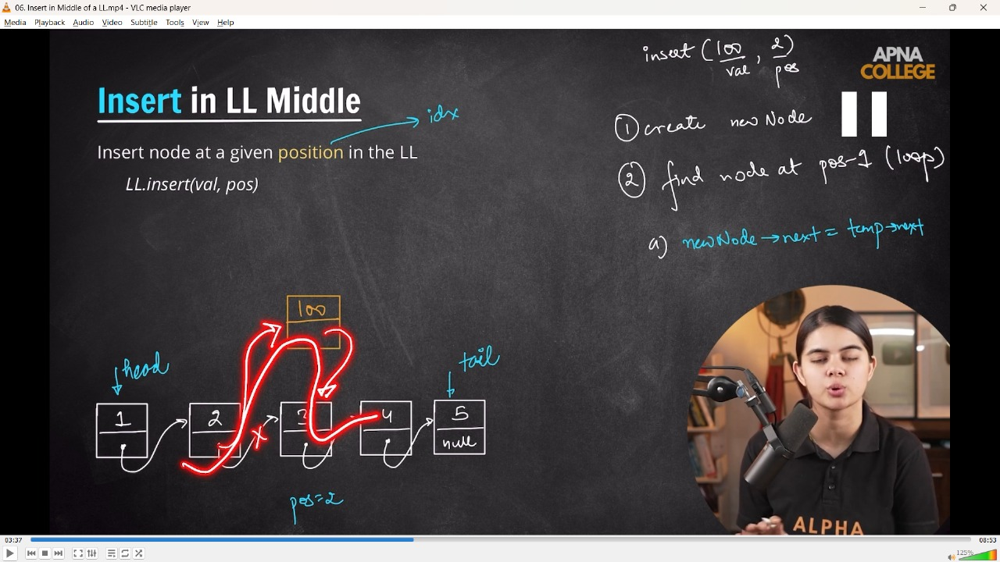 06. Insert in Middle of a LL.mp4 - VLC media player
Media Playback Audio Video Subtitle Tools View Help
insert (100, 2)
val pos
APNA
COLLEGE
Insert in LL Middle
idx
Insert node at a given position in the LL
LL.insert(val, pos)
① create newNode
② find node at pos-1 (loop)
a) newNode→next = temp→next
100
head
tail
1 2 3 4 5
null
x
pos=2
ALPHA
03:37
08:53
125%